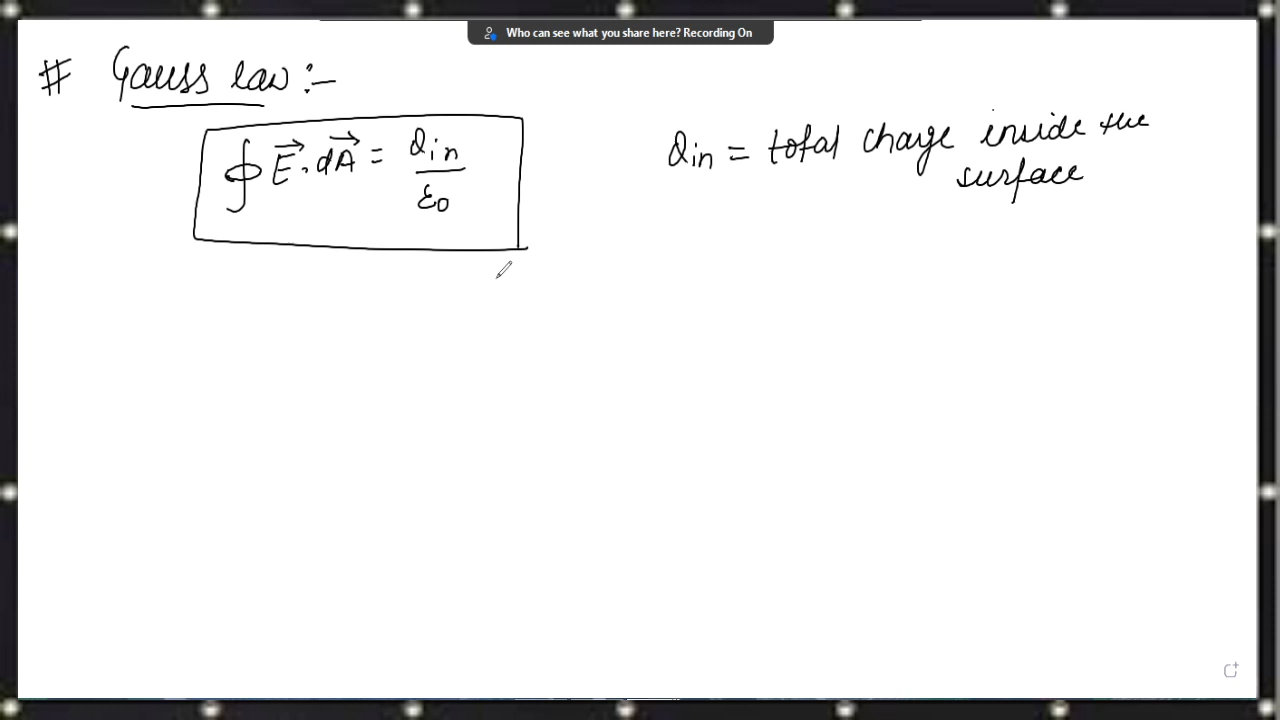 Who can see what you share here? Recording On
# Gauss law :-
∮ E⃗ . dA⃗ = Qin / ε0
Qin = total charge inside the
surface